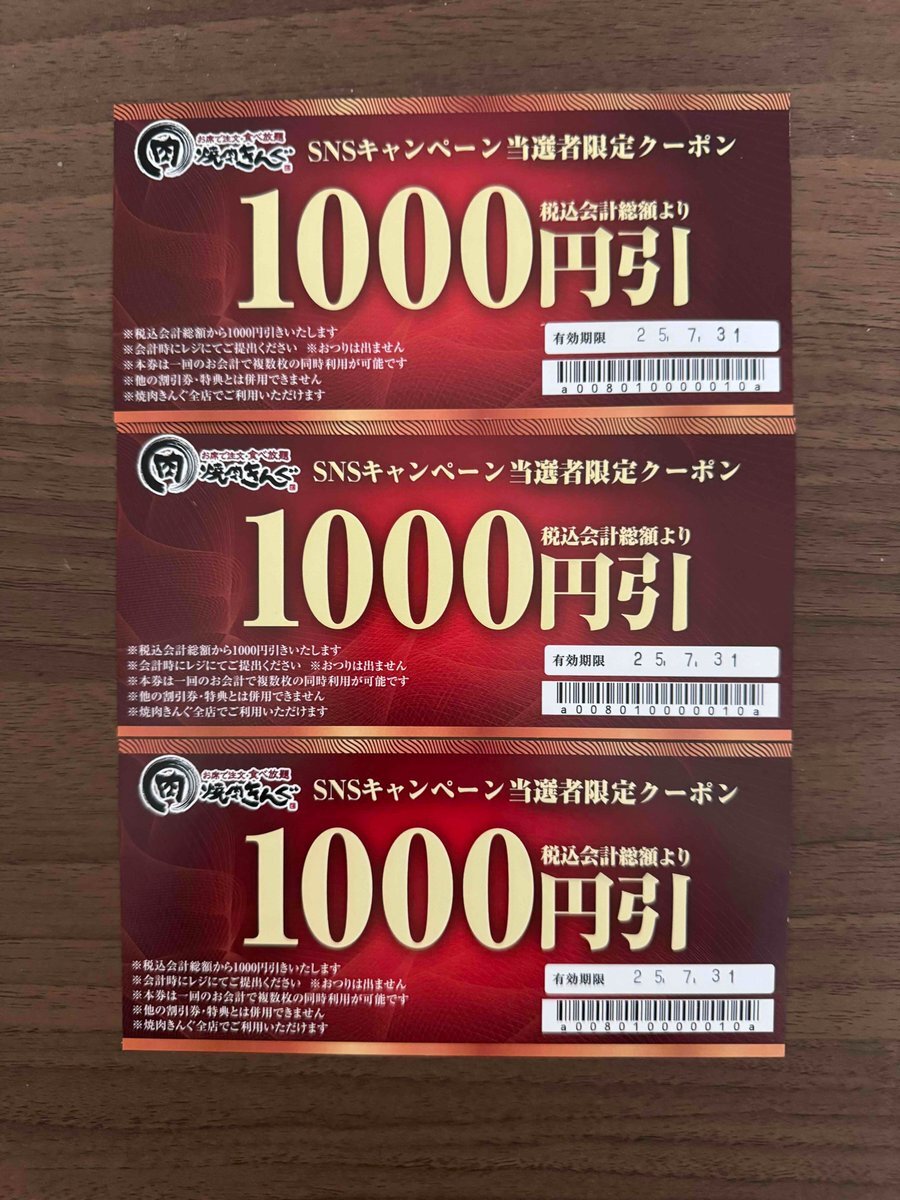 お席で注文・食べ放題
肉 焼肉きんぐ
SNSキャンペーン当選者限定クーポン
税込会計総額より
1000円引
※税込会計総額から1000円引きいたします
※会計時にレジにてご提出ください ※おつりは出ません
※本券は一回のお会計で複数枚の同時利用が可能です
※他の割引券・特典とは併用できません
※焼肉きんぐ全店でご利用いただけます
有効期限 25. 7. 31
a0080100000010a
お席で注文・食べ放題
肉 焼肉きんぐ
SNSキャンペーン当選者限定クーポン
税込会計総額より
1000円引
※税込会計総額から1000円引きいたします
※会計時にレジにてご提出ください ※おつりは出ません
※本券は一回のお会計で複数枚の同時利用が可能です
※他の割引券・特典とは併用できません
※焼肉きんぐ全店でご利用いただけます
有効期限 25. 7. 31
a0080100000010a
お席で注文・食べ放題
肉 焼肉きんぐ
SNSキャンペーン当選者限定クーポン
税込会計総額より
1000円引
※税込会計総額から1000円引きいたします
※会計時にレジにてご提出ください ※おつりは出ません
※本券は一回のお会計で複数枚の同時利用が可能です
※他の割引券・特典とは併用できません
※焼肉きんぐ全店でご利用いただけます
有効期限 25. 7. 31
a0080100000010a